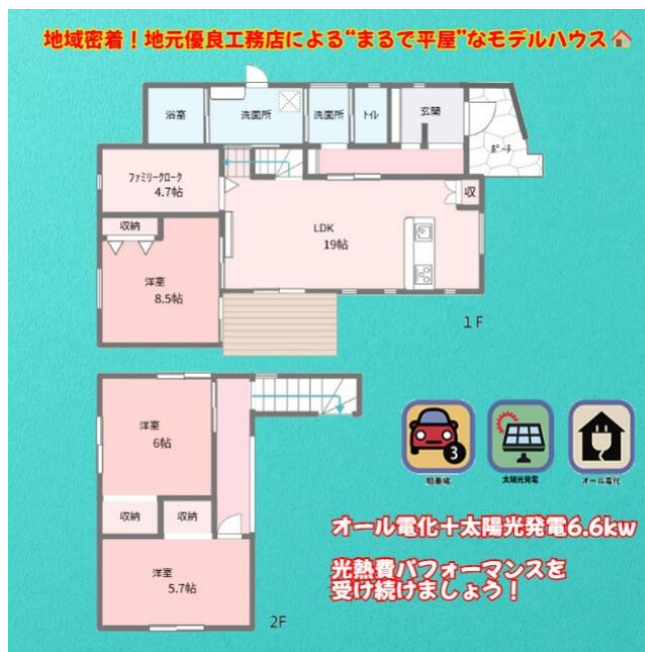 地域密着！地元優良工務店による“まるで平屋”なモデルハウス
浴室
洗面所
洗面所
トイレ
玄関
ポーチ
ファミリークローク
4.7帖
収納
洋室
8.5帖
LDK
19帖
収
1F
洋室
6帖
収納
収納
洋室
5.7帖
2F
3
駐車場
太陽光発電
オール電化
オール電化＋太陽光発電6.6kw
光熱費パフォーマンスを
受け続けましょう！